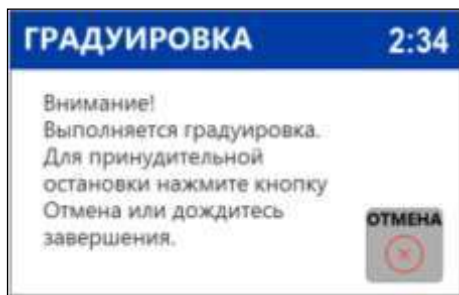 ГРАДУИРОВКА 2:34
Внимание!
Выполняется градуировка.
Для принудительной
остановки нажмите кнопку
Отмена или дождитесь
завершения.
ОТМЕНА